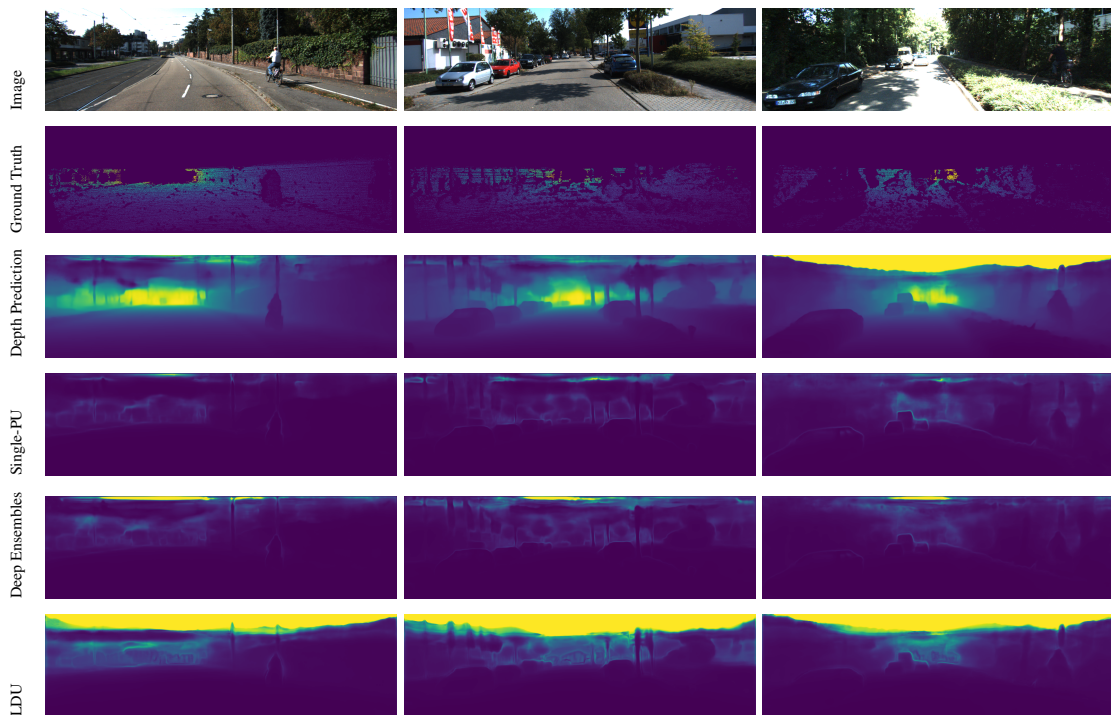 Image
Ground Truth
Depth Prediction
Single-PU
Deep Ensembles
LDU